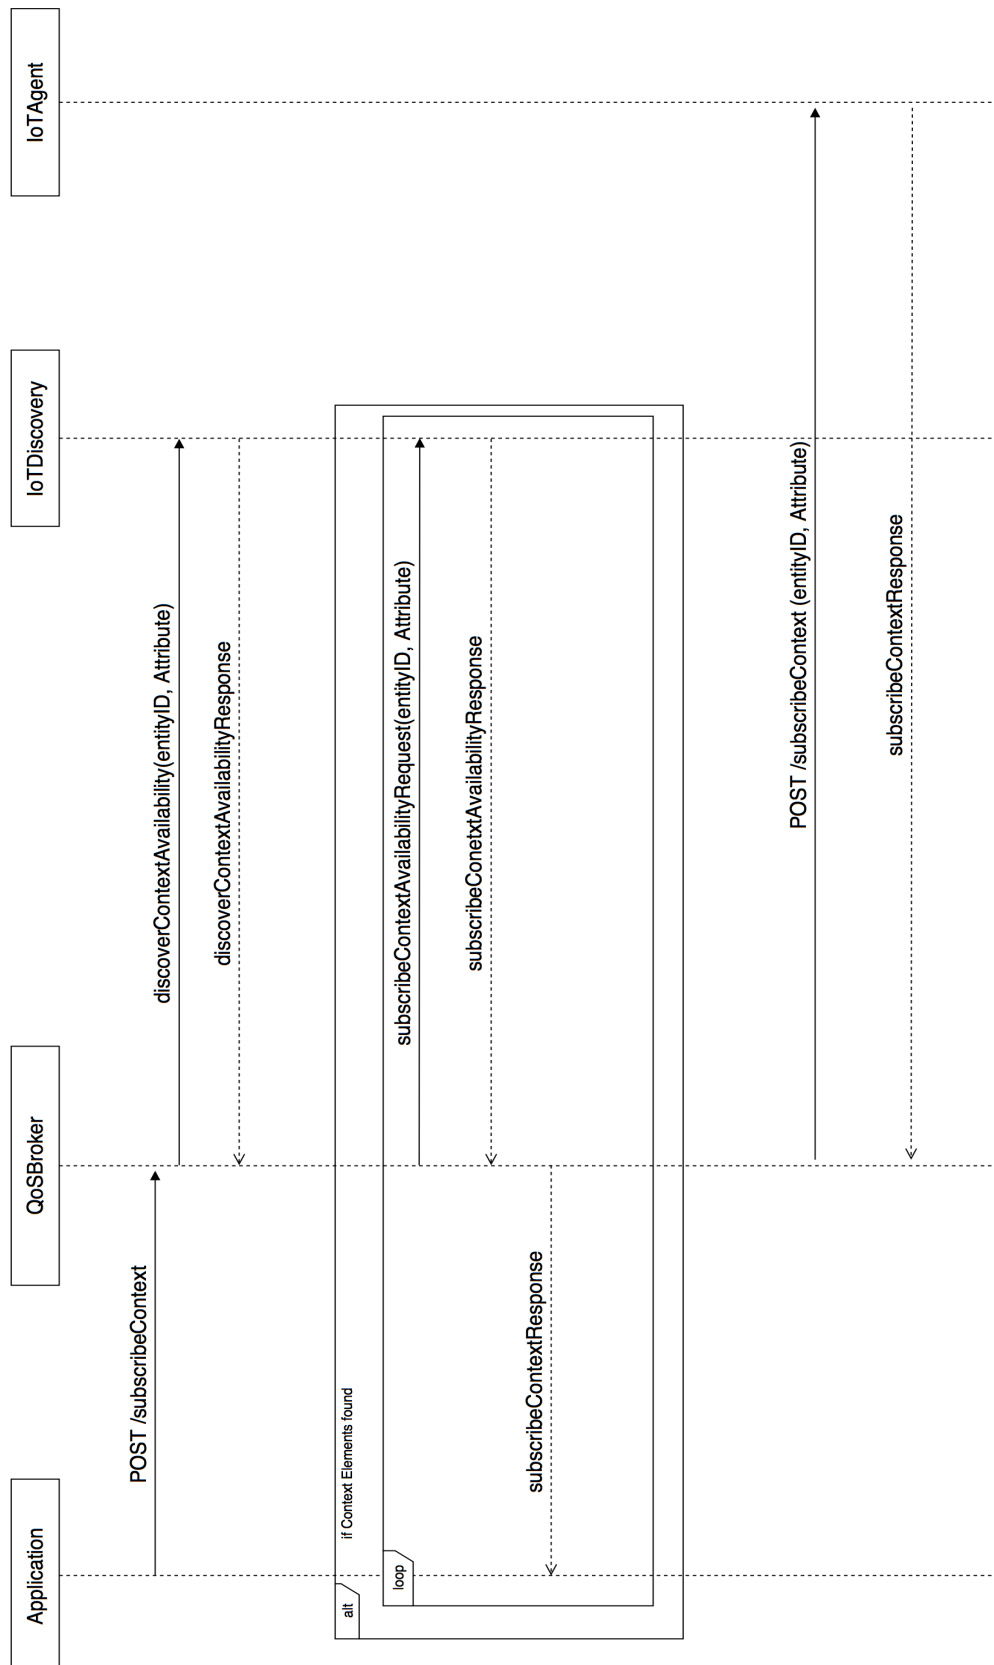 Application
QoSBroker
IoTDiscovery
IoTAgent
POST /subscribeContext
discoverContextAvailability(entityID, Attribute)
discoverContextAvailabilityResponse
alt
if Context Elements found
loop
subscribeContextAvailabilityRequest(entityID, Attribute)
subscribeConetxtAvailabilityResponse
subscribeContextResponse
POST /subscribeContext (entityID, Attribute)
subscribeContextResponse